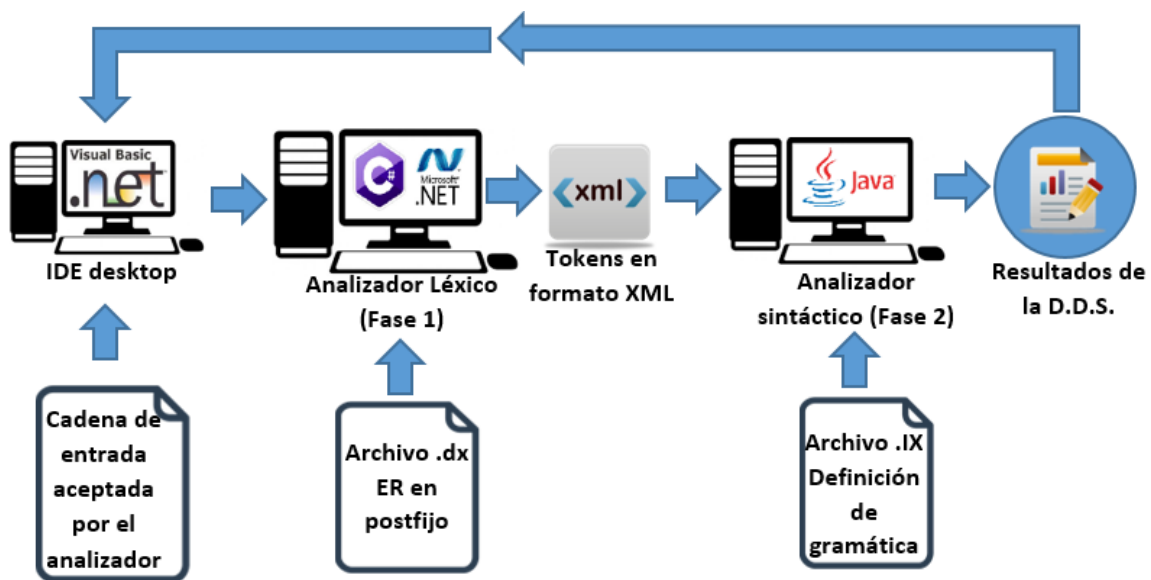 Visual Basic
.net
IDE desktop
C#
Microsoft
.NET
Analizador Léxico
(Fase 1)
<xml>
Tokens en
formato XML
Java
Analizador
sintáctico (Fase 2)
Resultados de
la D.D.S.
Cadena de
entrada
aceptada
por el
analizador
Archivo .dx
ER en
postfijo
Archivo .IX
Definición
de
gramática